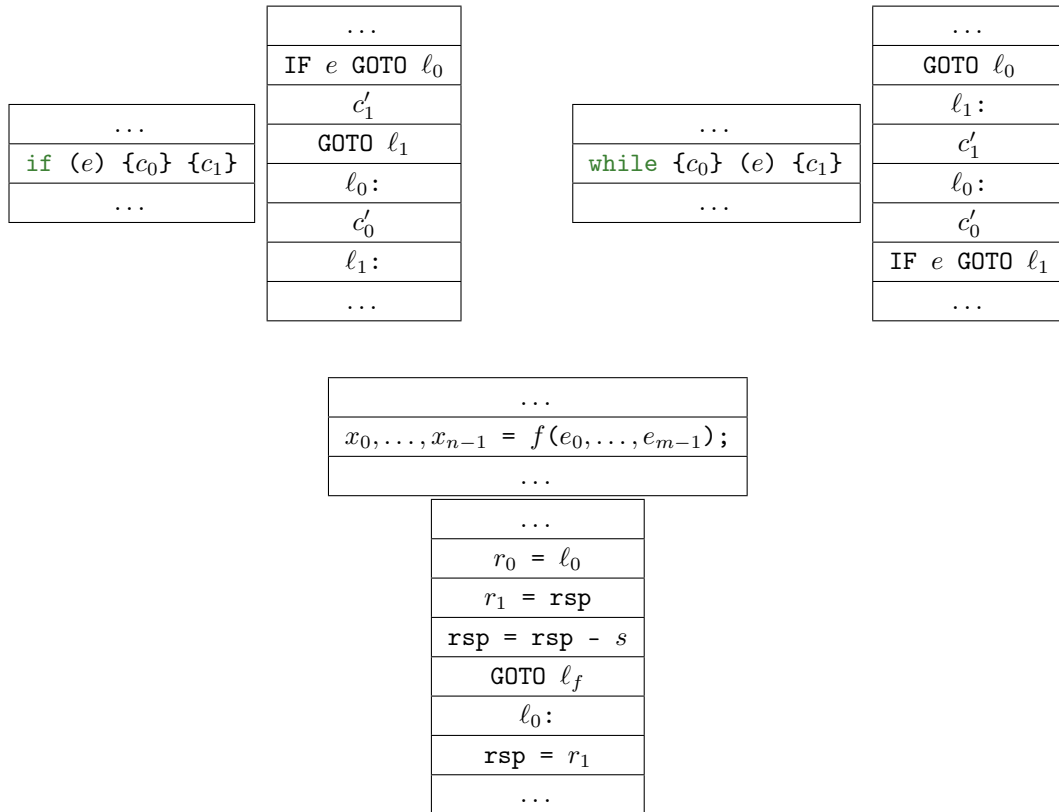 ...
if (e) {c₀} {c₁}
...
...
IF e GOTO ℓ₀
c′₁
GOTO ℓ₁
ℓ₀:
c′₀
ℓ₁:
...
...
while {c₀} (e) {c₁}
...
...
GOTO ℓ₀
ℓ₁:
c′₁
ℓ₀:
c′₀
IF e GOTO ℓ₁
...
...
x₀,...,xₙ₋₁ = f(e₀,...,eₘ₋₁);
...
...
r₀ = ℓ₀
r₁ = rsp
rsp = rsp - s
GOTO ℓ_f
ℓ₀:
rsp = r₁
...